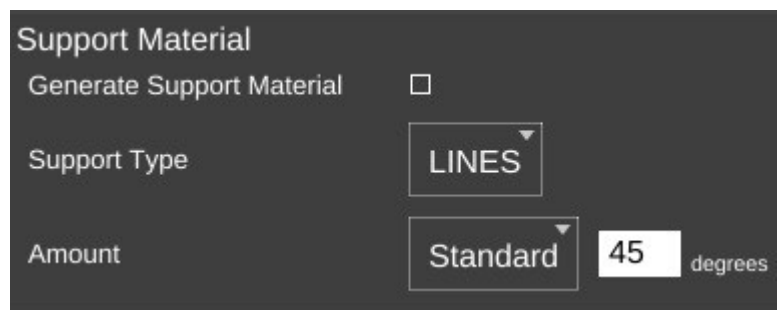 Support Material
Generate Support Material
Support Type LINES
Amount Standard 45 degrees